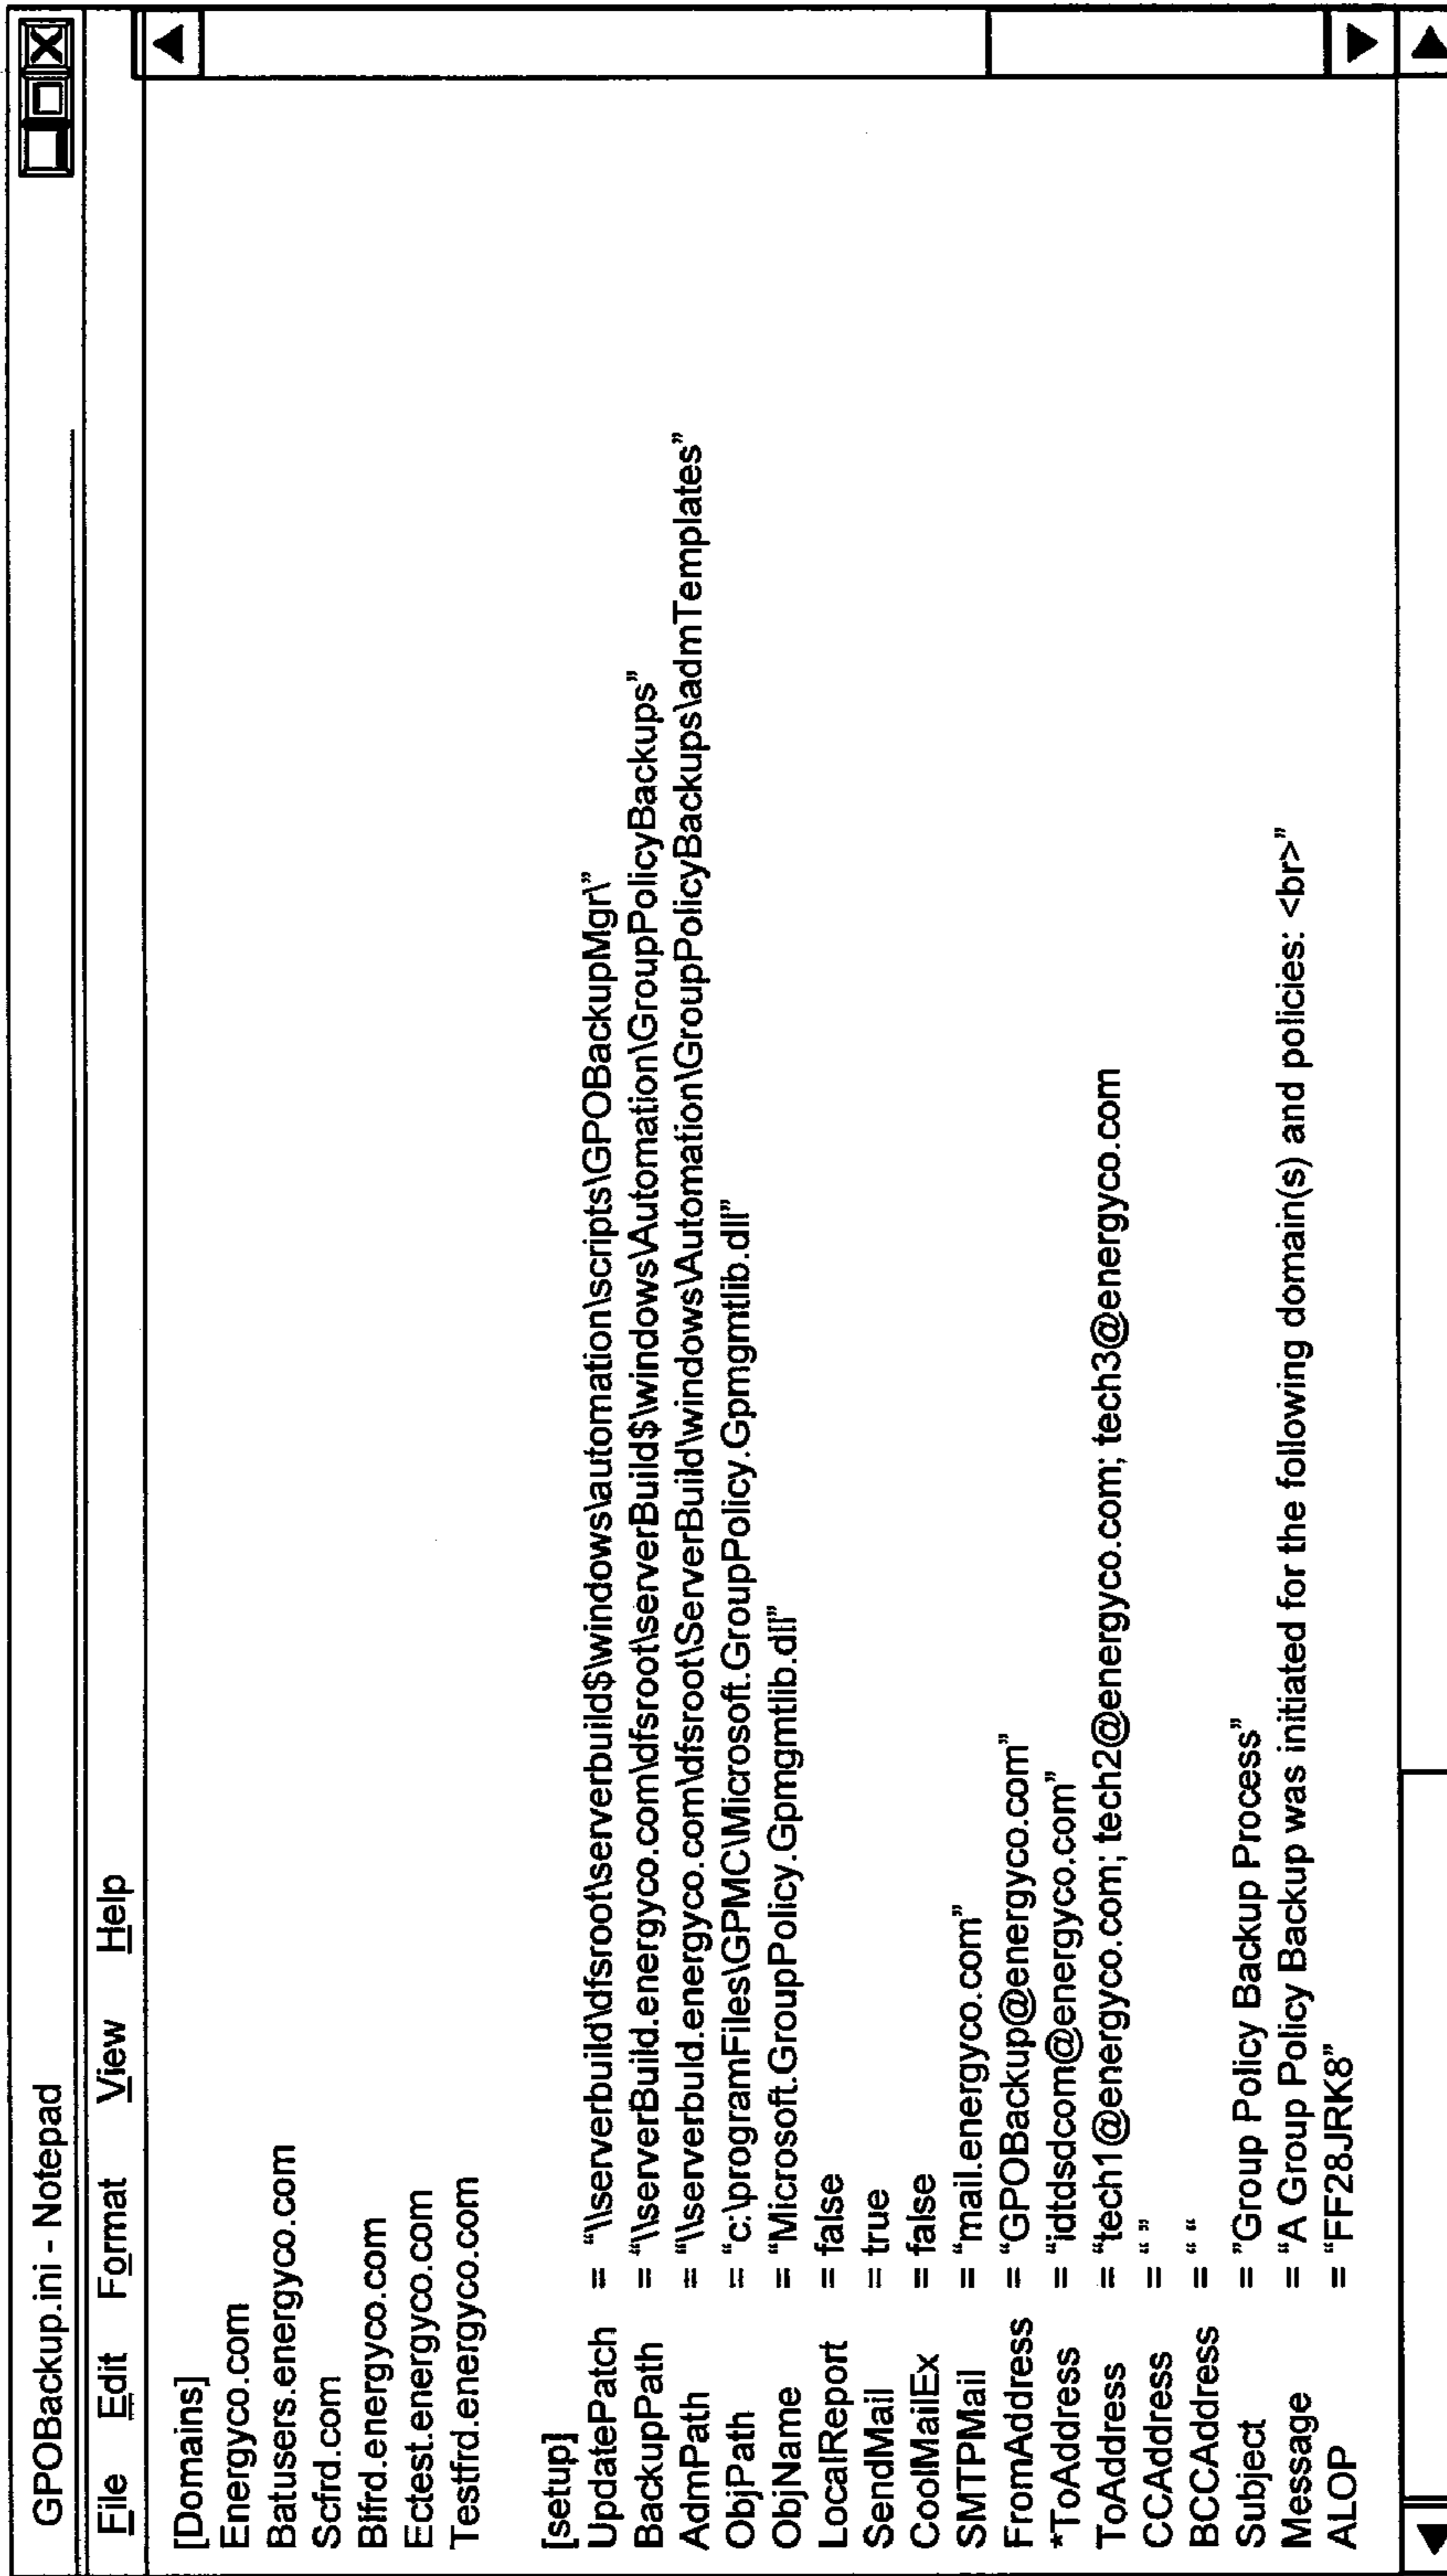 GPOBackup.ini - Notepad
File Edit Format View Help
[Domains]
Energyco.com
Batusers.energyco.com
Scfrd.com
Blfrd.energyco.com
Ectest.energyco.com
Testfrd.energyco.com
[setup]
UpdatePatch = “\\serverbuild\dfsroot\serverbuild$\windows\automation\scripts\GPOBackupMgr\”
BackupPath = “\\serverBuild.energyco.com\dfsroot\serverBuild$\windows\Automation\GroupPolicyBackups”
AdmPath = “\\serverbuld.energyco.com\dfsroot\ServerBuild\windows\Automation\GroupPolicyBackups\admTemplates”
ObjPath = “c:\programFiles\GPMC\Microsoft.GroupPolicy.Gpmgmtlib.dll”
ObjName = “Microsoft.GroupPolicy.Gpmgmtlib.dll”
LocalReport = false
SendMail = true
CoolMailEx = false
SMTPMail = “mail.energyco.com”
FromAddress = “GPOBackup@energyco.com”
*ToAddress = “idtdsdcom@energyco.com”
ToAddress = “tech1@energyco.com; tech2@energyco.com; tech3@energyco.com
CCAddress = “ ”
BCCAddress = “ “
Subject = ”Group Policy Backup Process”
Message = “A Group Policy Backup was initiated for the following domain(s) and policies: <br>”
ALOP = “FF28JRK8”